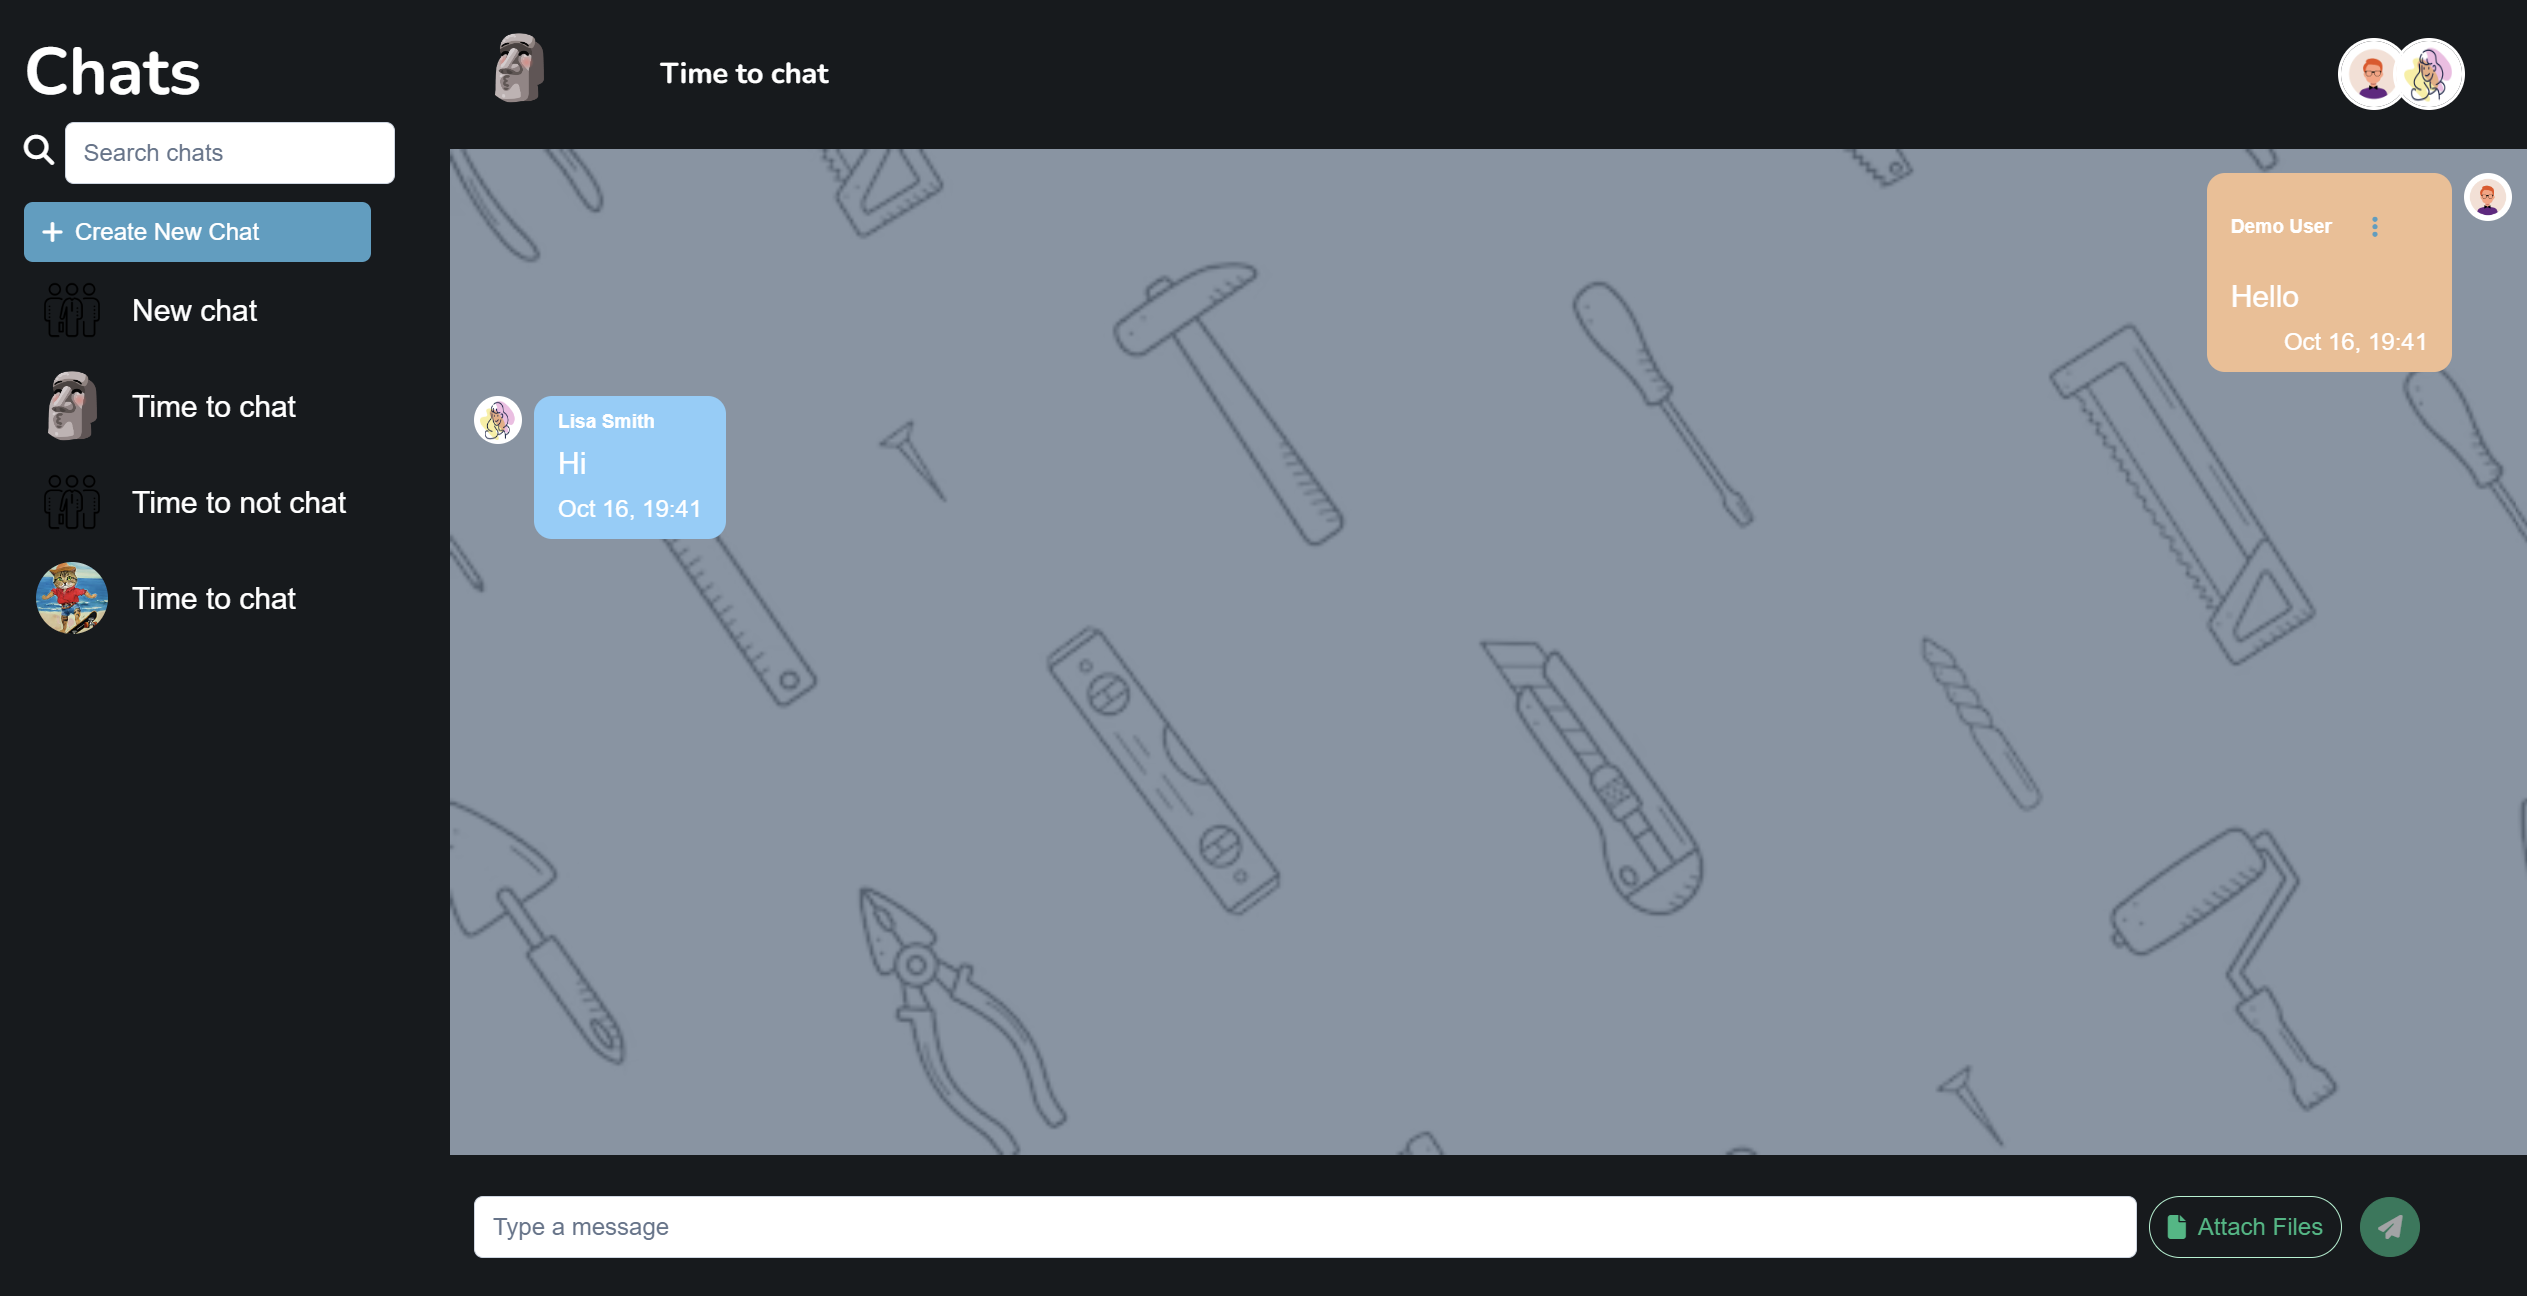 Chats
Search chats
Create New Chat
New chat
Time to chat
Time to not chat
Time to chat
Time to chat
Demo User
Hello
Oct 16, 19:41
Lisa Smith
Hi
Oct 16, 19:41
Type a message
Attach Files